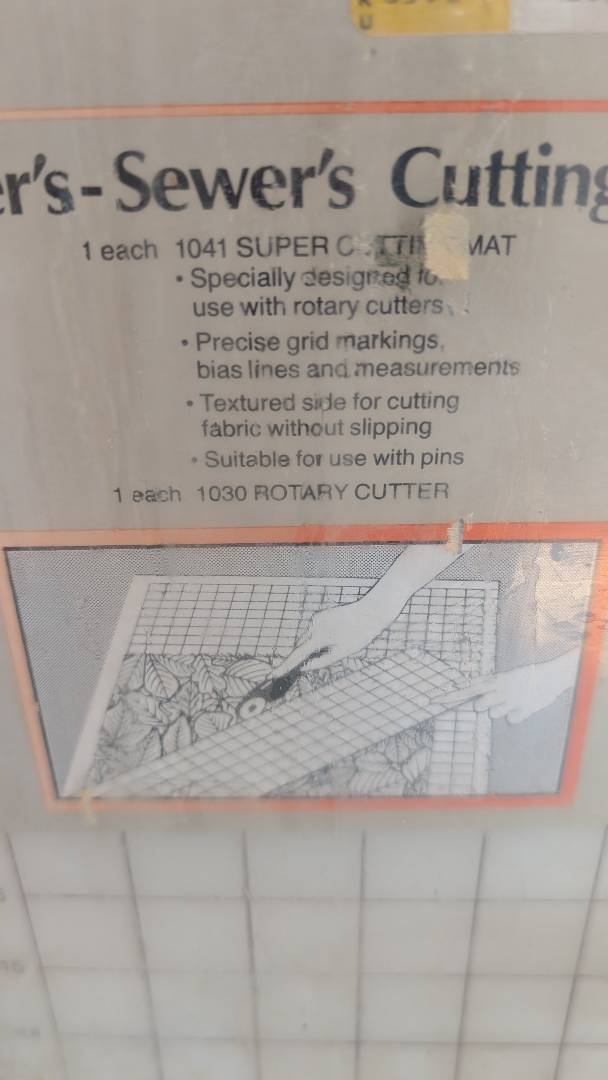 er's-Sewer's Cutting
1 each 1041 SUPER MAT
• Specially designed
use with rotary cutters
• Precise grid markings,
bias lines and measurements
• Textured side for cutting
fabric without slipping
• Suitable for use with pins
1 each 1030 ROTARY CUTTER